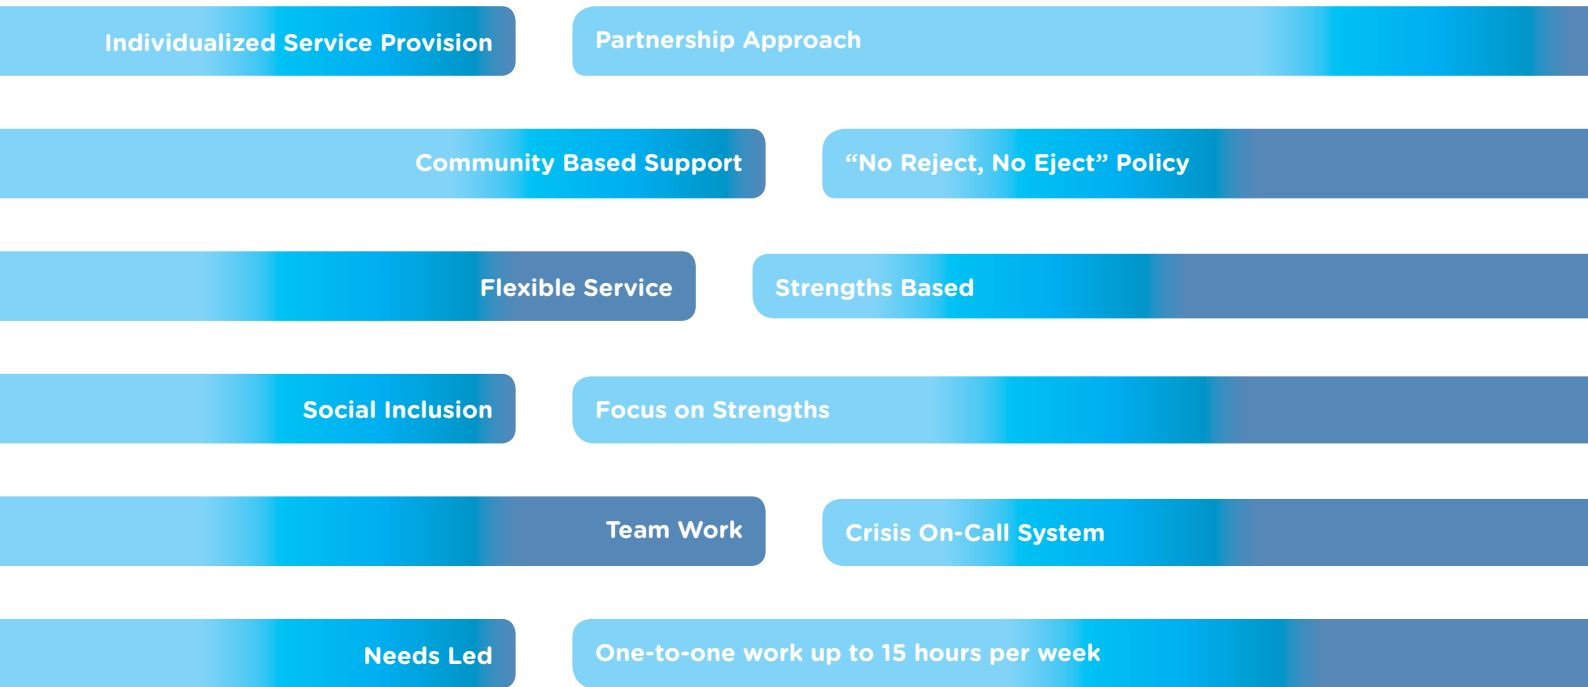 Individualized Service Provision
Partnership Approach
Community Based Support
“No Reject, No Eject” Policy
Flexible Service
Strengths Based
Social Inclusion
Focus on Strengths
Team Work
Crisis On-Call System
Needs Led
One-to-one work up to 15 hours per week